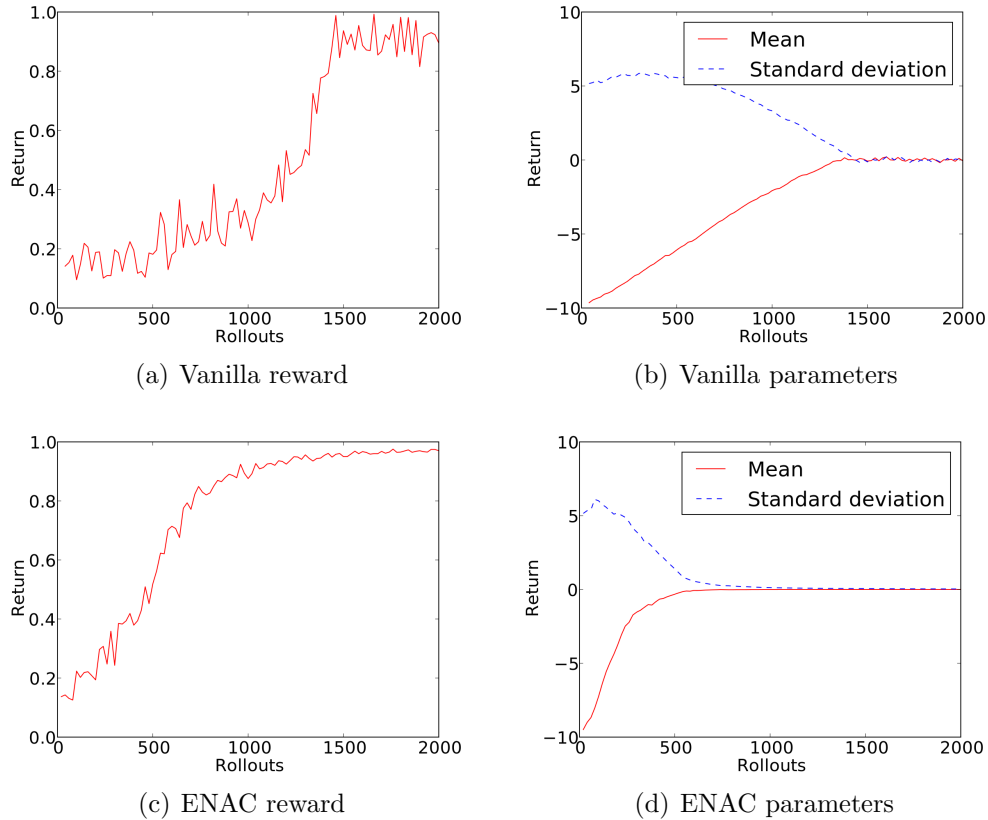 1.0
0.8
0.6
0.4
0.2
0.0
0 500 1000 1500 2000
Return
Rollouts
(a) Vanilla reward
10
5
0
−5
−10
0 500 1000 1500 2000
Return
Rollouts
Mean
Standard deviation
(b) Vanilla parameters
1.0
0.8
0.6
0.4
0.2
0.0
0 500 1000 1500 2000
Return
Rollouts
(c) ENAC reward
10
5
0
−5
−10
0 500 1000 1500 2000
Return
Rollouts
Mean
Standard deviation
(d) ENAC parameters